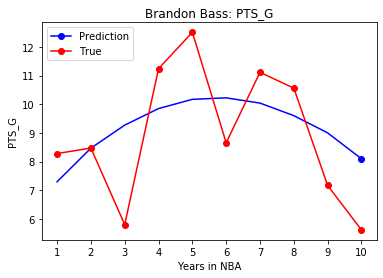 Brandon Bass: PTS_G
Prediction
True
PTS_G
12
11
10
9
8
7
6
1 2 3 4 5 6 7 8 9 10
Years in NBA